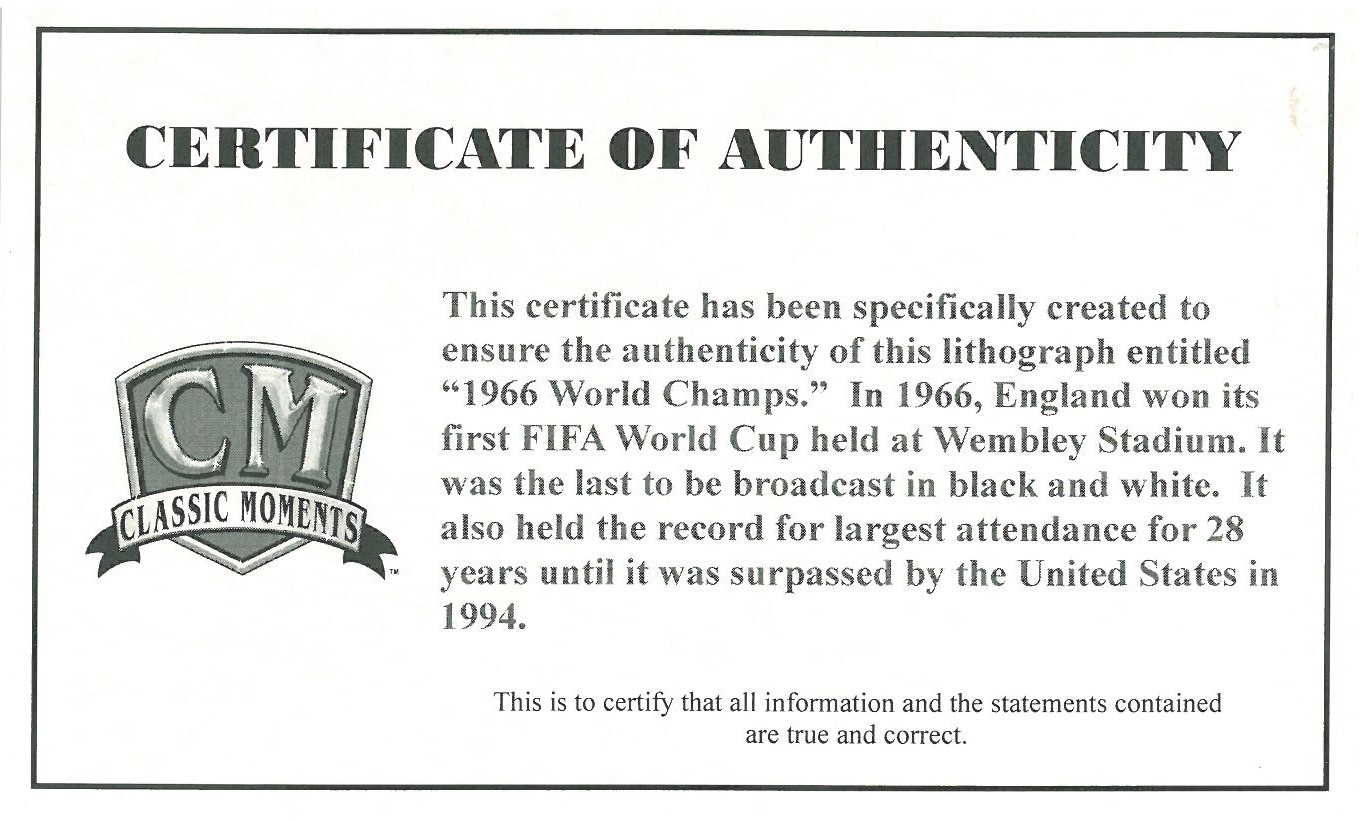 CERTIFICATE OF AUTHENTICITY
This certificate has been specifically created to
ensure the authenticity of this lithograph entitled
“1966 World Champs.” In 1966, England won its
first FIFA World Cup held at Wembley Stadium. It
was the last to be broadcast in black and white. It
also held the record for largest attendance for 28
years until it was surpassed by the United States in
1994.
CM
CLASSIC MOMENTS
™
This is to certify that all information and the statements contained
are true and correct.